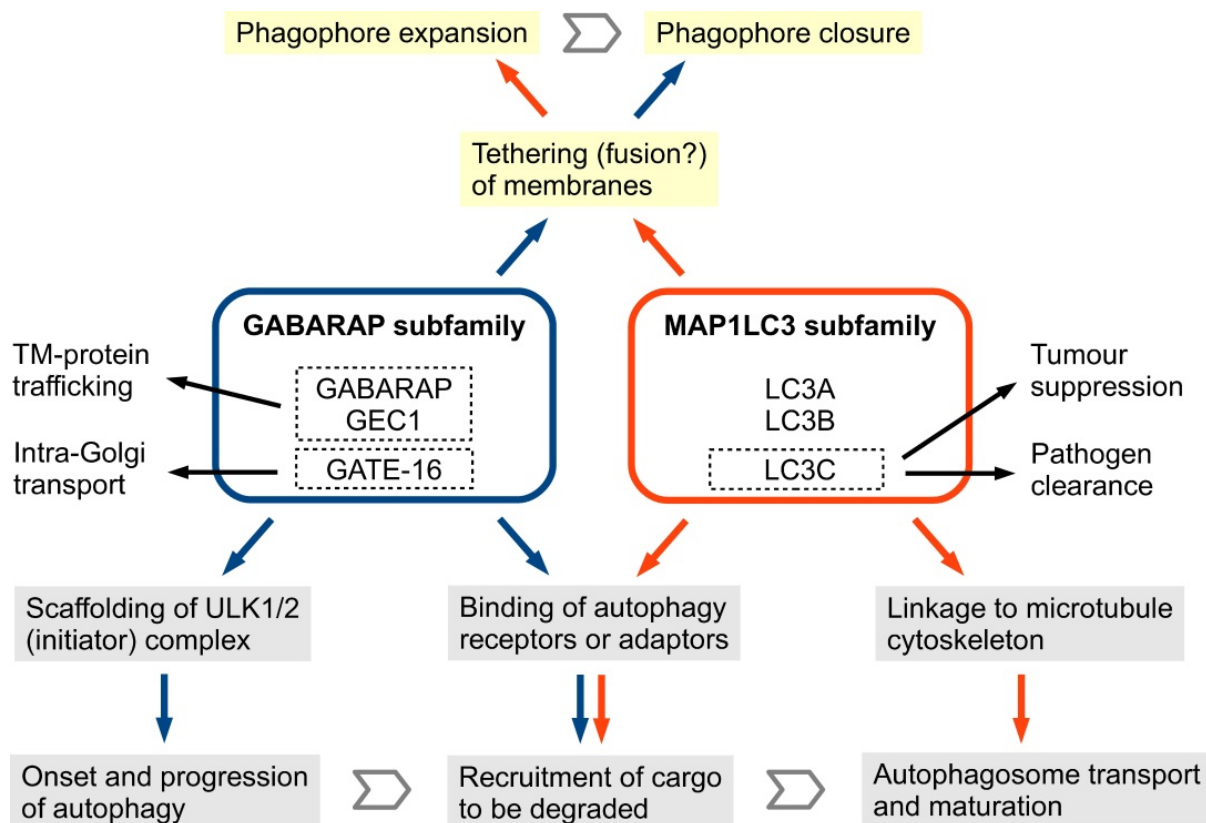 Phagophore expansion
Phagophore closure
Tethering (fusion?)
of membranes
GABARAP subfamily
MAP1LC3 subfamily
TM-protein
trafficking
GABARAP
GEC1
Intra-Golgi
transport
GATE-16
LC3A
LC3B
LC3C
Tumour
suppression
Pathogen
clearance
Scaffolding of ULK1/2
(initiator) complex
Binding of autophagy
receptors or adaptors
Linkage to microtubule
cytoskeleton
Onset and progression
of autophagy
Recruitment of cargo
to be degraded
Autophagosome transport
and maturation